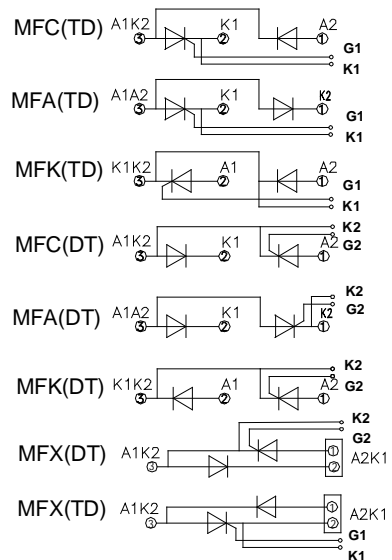 MFC(TD) A1K2 K1 A2
3 2 1
G1
K1
MFA(TD) A1A2 K1 K2
3 2 1
G1
K1
MFK(TD) K1K2 A1 A2
3 2 1
G1
K1
MFC(DT) A1K2 K1 A2
K2
G2
3 2 1
MFA(DT) A1A2 K1 K2
K2
G2
3 2 1
MFK(DT) K1K2 A1 A2
K2
G2
3 2 1
K2
G2
MFX(DT) A1K2 1 A2K1
3 2
MFX(TD) A1K2 1 A2K1
3 2
G1
K1